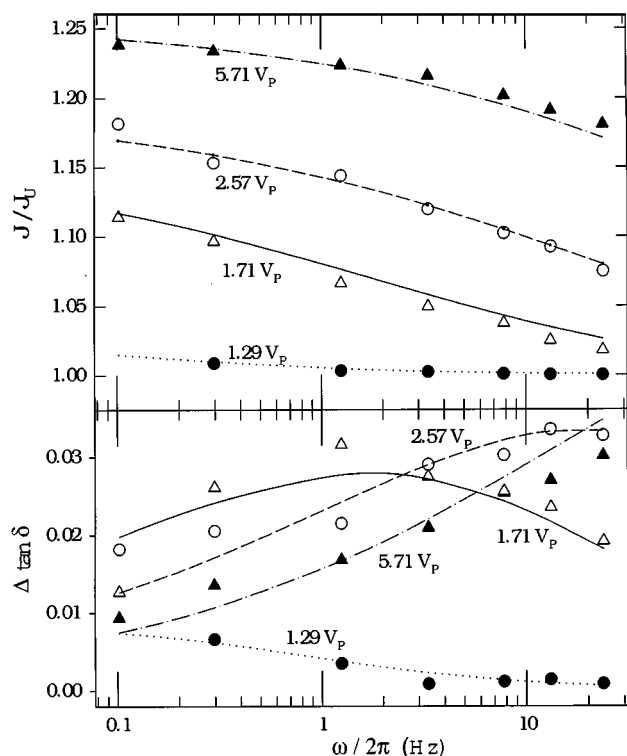 1.25
5.71 V_P
1.20
2.57 V_P
1.15
J / J_U
1.10
1.71 V_P
1.05
1.29 V_P
1.00
2.57 V_P
0.03
1.71 V_P
Δ tan δ
0.02
5.71 V_P
0.01
1.29 V_P
0.00
0.1 1 10
ω / 2π (Hz)